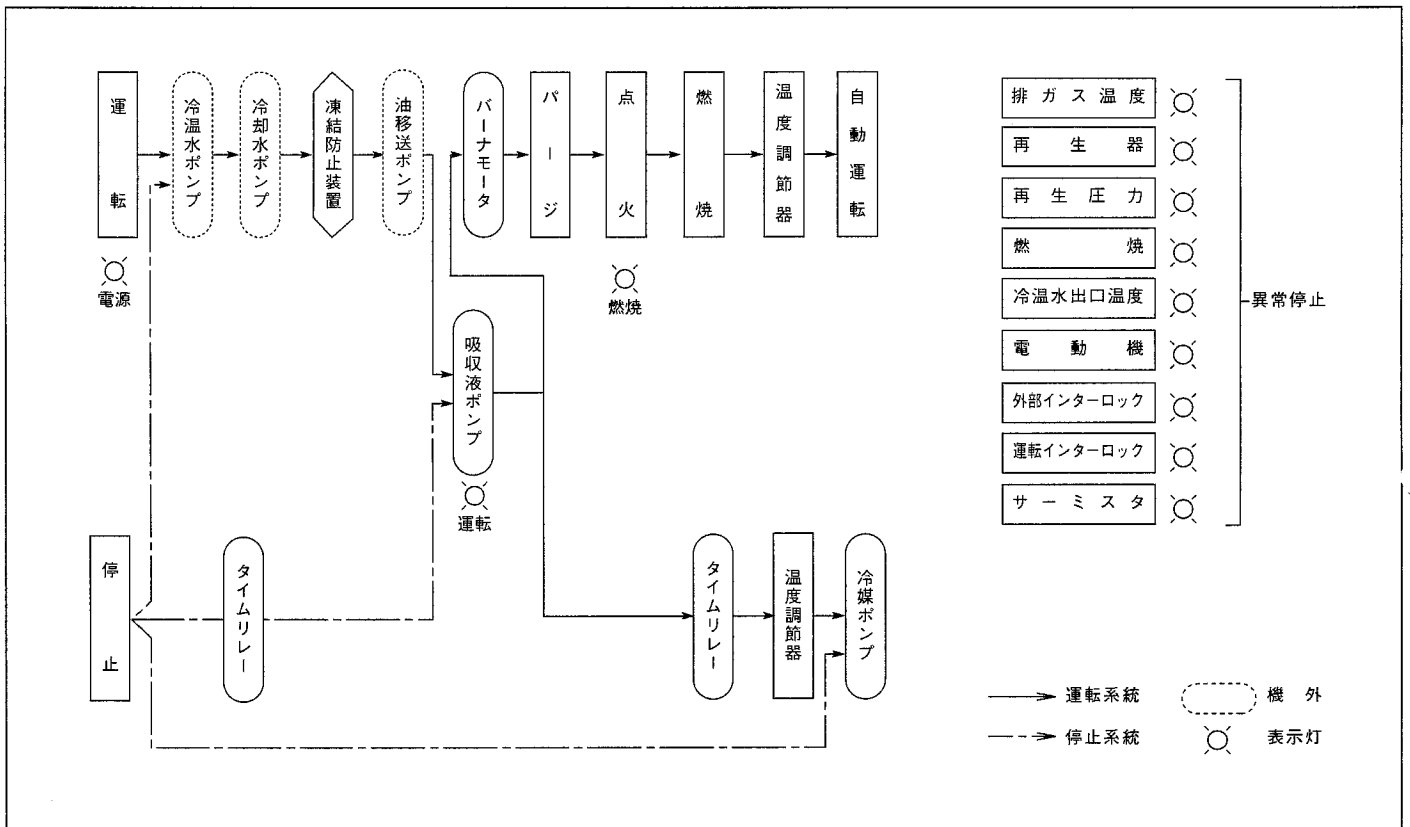 運転
冷温水ポンプ
冷却水ポンプ
凍結防止装置
油移送ポンプ
バーナモータ
パージ
点火
燃焼
温度調節器
自動運転
電源
燃焼
吸収液ポンプ
運転
停止
タイムリレー
タイムリレー
温度調節器
冷媒ポンプ
排ガス温度
再生器
再生圧力
燃焼
冷温水出口温度
電動機
外部インターロック
運転インターロック
サーミスタ
異常停止
運転系統
機外
停止系統
表示灯